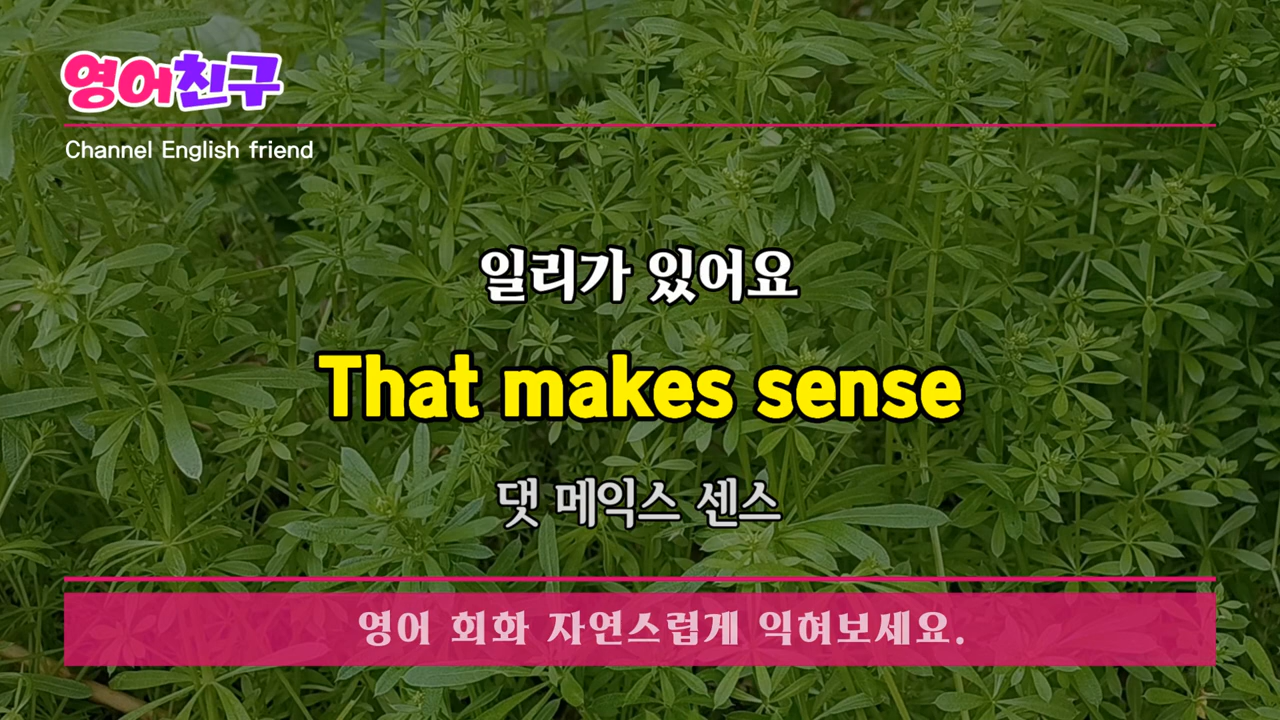 영어친구
Channel English friend
일리가 있어요
That makes sense
댓 메익스 센스
영어 회화 자연스럽게 익혀보세요.